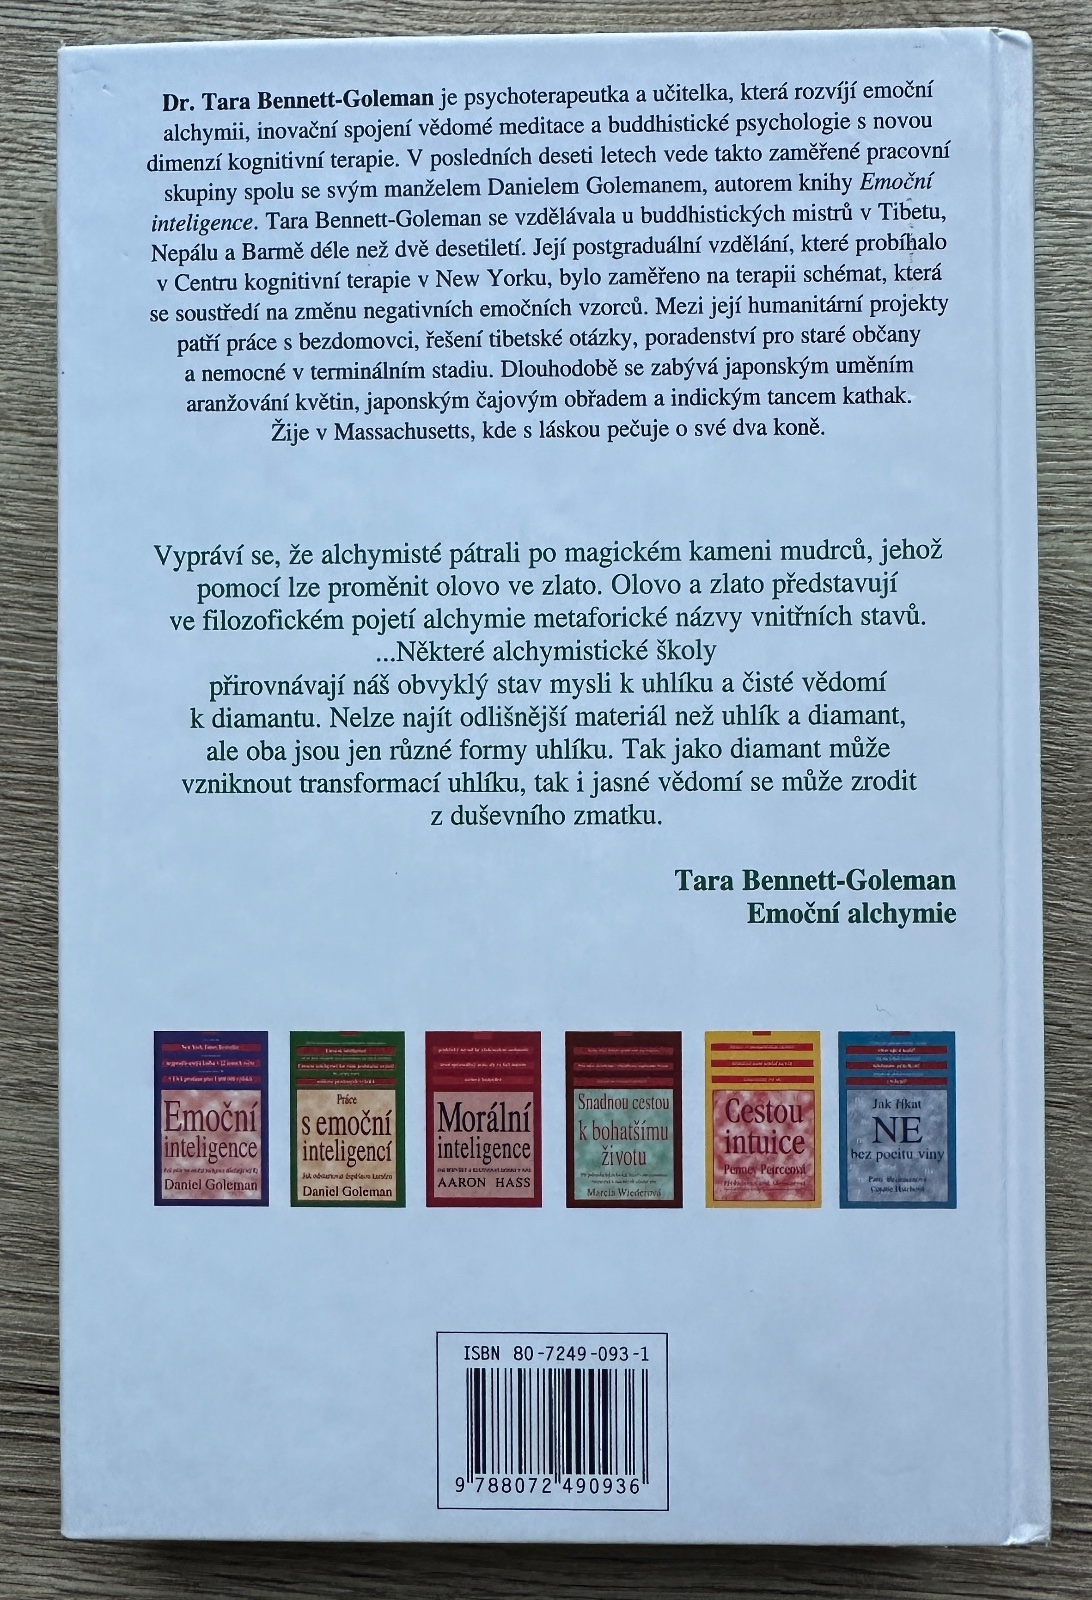 Dr. Tara Bennett-Goleman je psychoterapeutka a učitelka, která rozvíjí emoční
alchymii, inovační spojení vědomé meditace a buddhistické psychologie s novou
dimenzí kognitivní terapie. V posledních deseti letech vede takto zaměřené pracovní
skupiny spolu se svým manželem Danielem Golemanem, autorem knihy Emoční
inteligence. Tara Bennett-Goleman se vzdělávala u buddhistických mistrů v Tibetu,
Nepálu a Barmě déle než dvě desetiletí. Její postgraduální vzdělání, které probíhalo
v Centru kognitivní terapie v New Yorku, bylo zaměřeno na terapii schémat, která
se soustředí na změnu negativních emočních vzorců. Mezi její humanitární projekty
patří práce s bezdomovci, řešení tibetské otázky, poradenství pro staré občany
a nemocné v terminálním stadiu. Dlouhodobě se zabývá japonským uměním
aranžování květin, japonským čajovým obřadem a indickým tancem kathak.
Žije v Massachusetts, kde s láskou pečuje o své dva koně.
Vypráví se, že alchymisté pátrali po magickém kameni mudrců, jehož
pomocí lze proměnit olovo ve zlato. Olovo a zlato představují
ve filozofickém pojetí alchymie metaforické názvy vnitřních stavů.
...Některé alchymistické školy
přirovnávají náš obvyklý stav mysli k uhlíku a čisté vědomí
k diamantu. Nelze najít odlišnější materiál než uhlík a diamant,
ale oba jsou jen různé formy uhlíku. Tak jako diamant může
vzniknout transformací uhlíku, tak i jasné vědomí se může zrodit
z duševního zmatku.
Tara Bennett-Goleman
Emoční alchymie
Emoční
inteligence
Daniel Goleman
Práce
s emoční
inteligencí
Daniel Goleman
Morální
inteligence
AARON HASS
Snadnou cestou
k bohatšímu
životu
Marcia Wiederová
Cestou
intuice
Penney Peirceová
Jak říkat
NE
bez pocitu viny
ISBN 80-7249-093-1
9 788072 490936